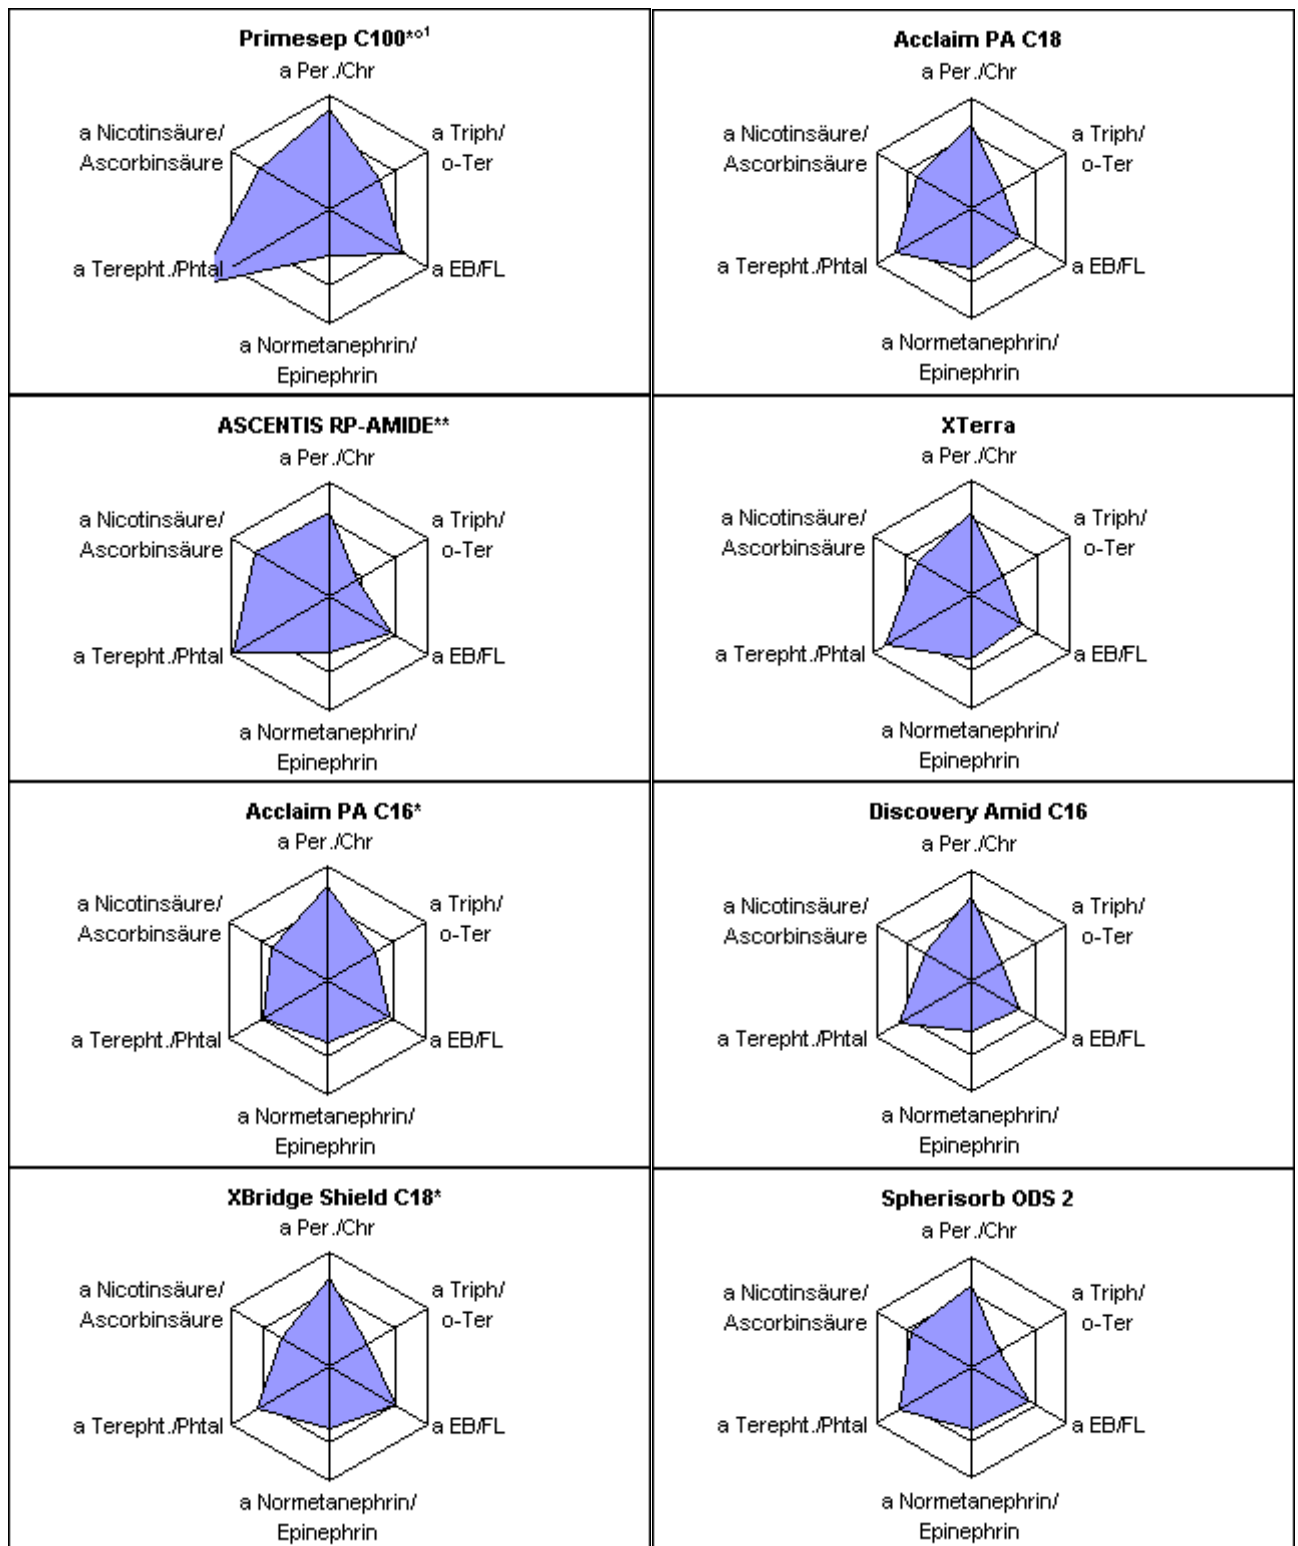 Primesep C100*°¹
a Per./Chr
a Nicotinsäure/
Ascorbinsäure
a Triph/
o-Ter
a Terepht./Phtal
a EB/FL
a Normetanephrin/
Epinephrin
Acclaim PA C18
a Per./Chr
a Nicotinsäure/
Ascorbinsäure
a Triph/
o-Ter
a Terepht./Phtal
a EB/FL
a Normetanephrin/
Epinephrin
ASCENTIS RP-AMIDE**
a Per./Chr
a Nicotinsäure/
Ascorbinsäure
a Triph/
o-Ter
a Terepht./Phtal
a EB/FL
a Normetanephrin/
Epinephrin
XTerra
a Per./Chr
a Nicotinsäure/
Ascorbinsäure
a Triph/
o-Ter
a Terepht./Phtal
a EB/FL
a Normetanephrin/
Epinephrin
Acclaim PA C16*
a Per./Chr
a Nicotinsäure/
Ascorbinsäure
a Triph/
o-Ter
a Terepht./Phtal
a EB/FL
a Normetanephrin/
Epinephrin
Discovery Amid C16
a Per./Chr
a Nicotinsäure/
Ascorbinsäure
a Triph/
o-Ter
a Terepht./Phtal
a EB/FL
a Normetanephrin/
Epinephrin
XBridge Shield C18*
a Per./Chr
a Nicotinsäure/
Ascorbinsäure
a Triph/
o-Ter
a Terepht./Phtal
a EB/FL
a Normetanephrin/
Epinephrin
Spherisorb ODS 2
a Per./Chr
a Nicotinsäure/
Ascorbinsäure
a Triph/
o-Ter
a Terepht./Phtal
a EB/FL
a Normetanephrin/
Epinephrin